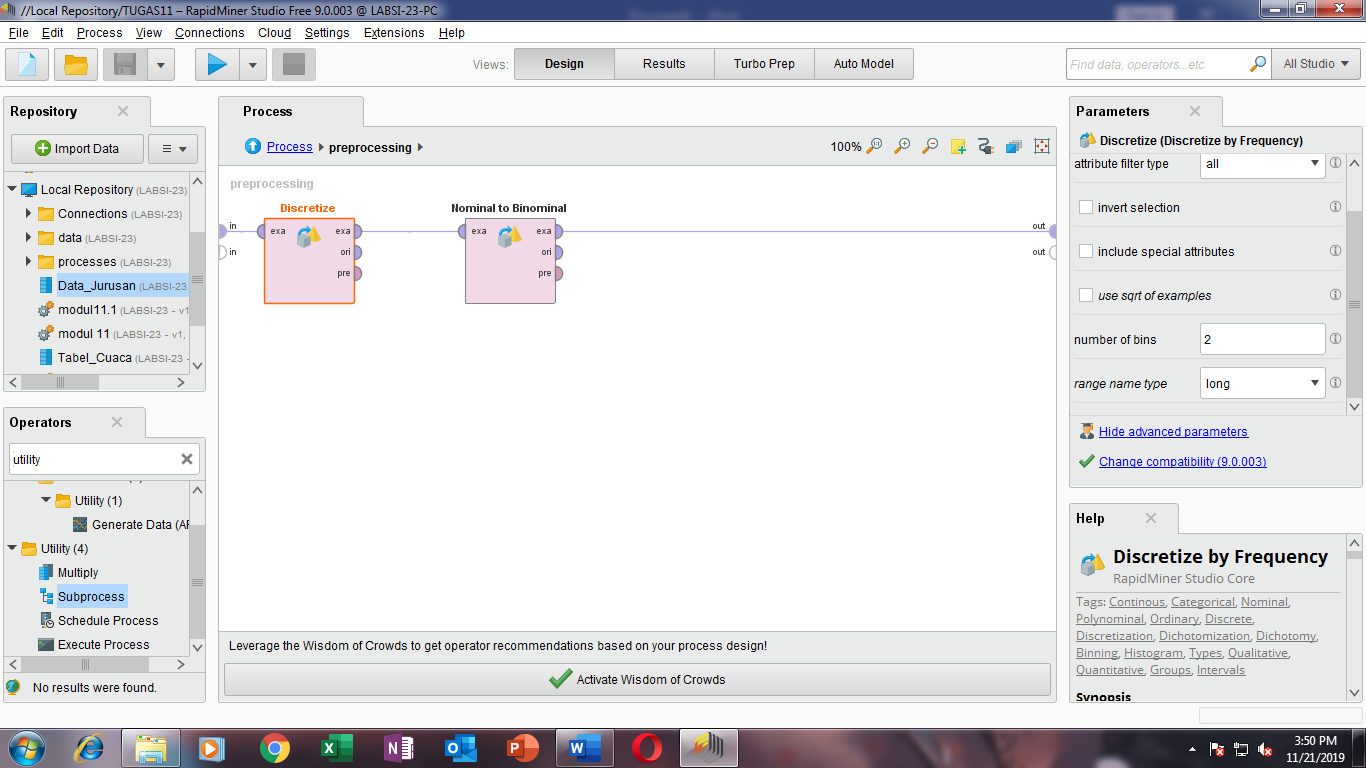 //Local Repository/TUGAS11 – RapidMiner Studio Free 9.0.003 @ LABSI-23-PC
File Edit Process View Connections Cloud Settings Extensions Help
Views: Design Results Turbo Prep Auto Model
Find data, operators...etc All Studio
Repository
Import Data
Local Repository (LABSI-23)
Connections (LABSI-23)
data (LABSI-23)
processes (LABSI-23)
Data_Jurusan (LABSI-23
modul11.1 (LABSI-23 - v1
modul 11 (LABSI-23 - v1,
Tabel_Cuaca (LABSI-23 -
Operators
utility
Utility (1)
Generate Data (AP
Utility (4)
Multiply
Subprocess
Schedule Process
Execute Process
No results were found.
Process
Process preprocessing
100%
preprocessing
Discretize
Nominal to Binominal
in
in
exa exa
ori
pre
exa exa
ori
pre
out
out
Leverage the Wisdom of Crowds to get operator recommendations based on your process design!
Activate Wisdom of Crowds
Parameters
Discretize (Discretize by Frequency)
attribute filter type all
invert selection
include special attributes
use sqrt of examples
number of bins 2
range name type long
Hide advanced parameters
Change compatibility (9.0.003)
Help
Discretize by Frequency
RapidMiner Studio Core
Tags: Continous, Categorical, Nominal,
Polynominal, Ordinary, Discrete,
Discretization, Dichotomization, Dichotomy,
Binning, Histogram, Types, Qualitative,
Quantitative, Groups, Intervals
Synopsis
3:50 PM
11/21/2019